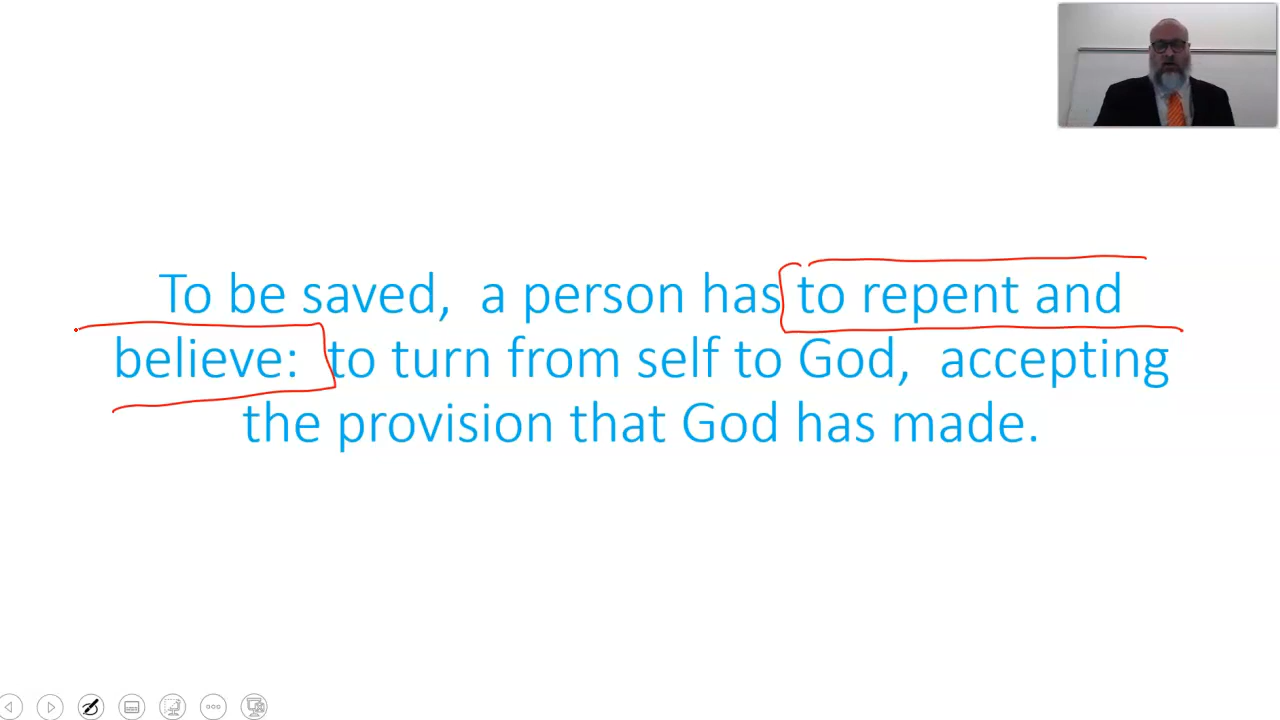 To be saved,  a person has to repent and
believe:  to turn from self to God,  accepting
the provision that God has made.